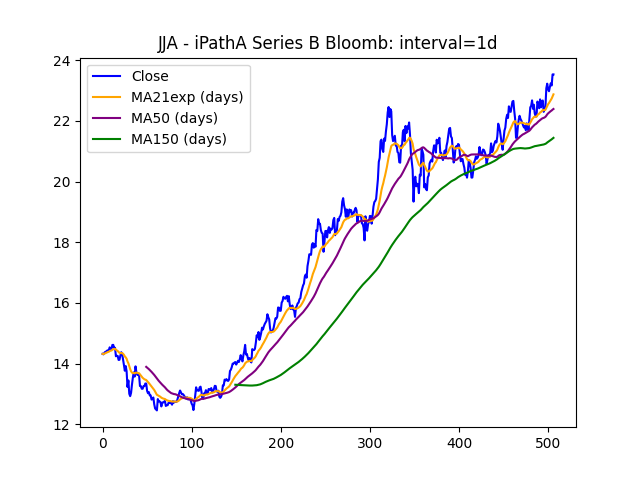 JJA - iPathA Series B Bloomb: interval=1d
Close
MA21exp (days)
MA50 (days)
MA150 (days)
24
22
20
18
16
14
12
0 100 200 300 400 500